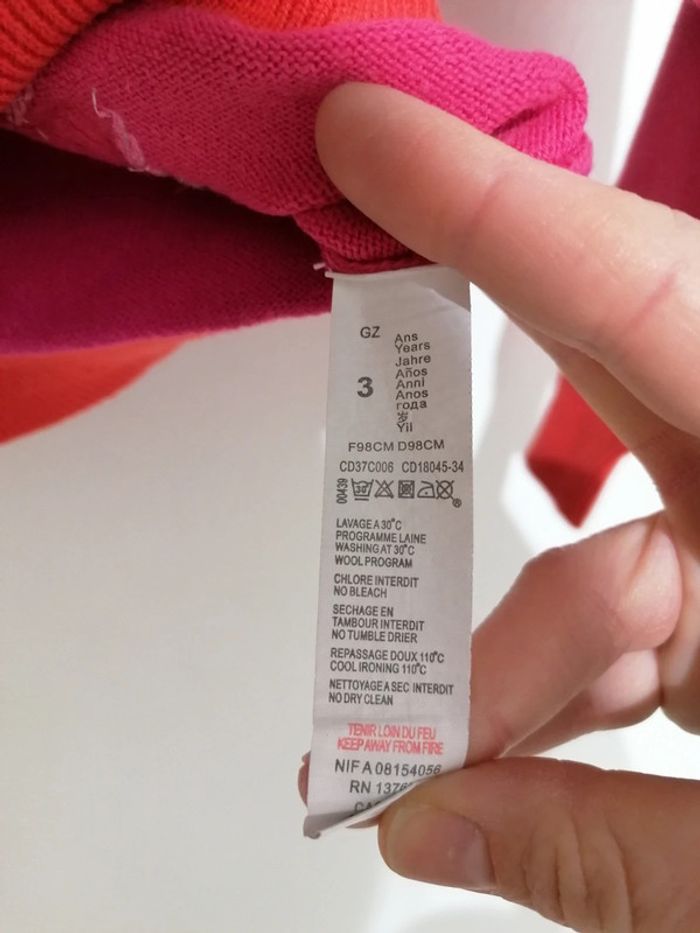 GZ
Ans
Years
Jahre
3
Años
Anni
Anos
года
岁
Yil
F98CM D98CM
CD37C006 CD18045-34
00439
30
LAVAGE A 30°C
PROGRAMME LAINE
WASHING AT 30°C
WOOL PROGRAM
CHLORE INTERDIT
NO BLEACH
SECHAGE EN
TAMBOUR INTERDIT
NO TUMBLE DRIER
REPASSAGE DOUX 110°C
COOL IRONING 110°C
NETTOYAGE A SEC INTERDIT
NO DRY CLEAN
TENIR LOIN DU FEU
KEEP AWAY FROM FIRE
NIF A 08154056
RN